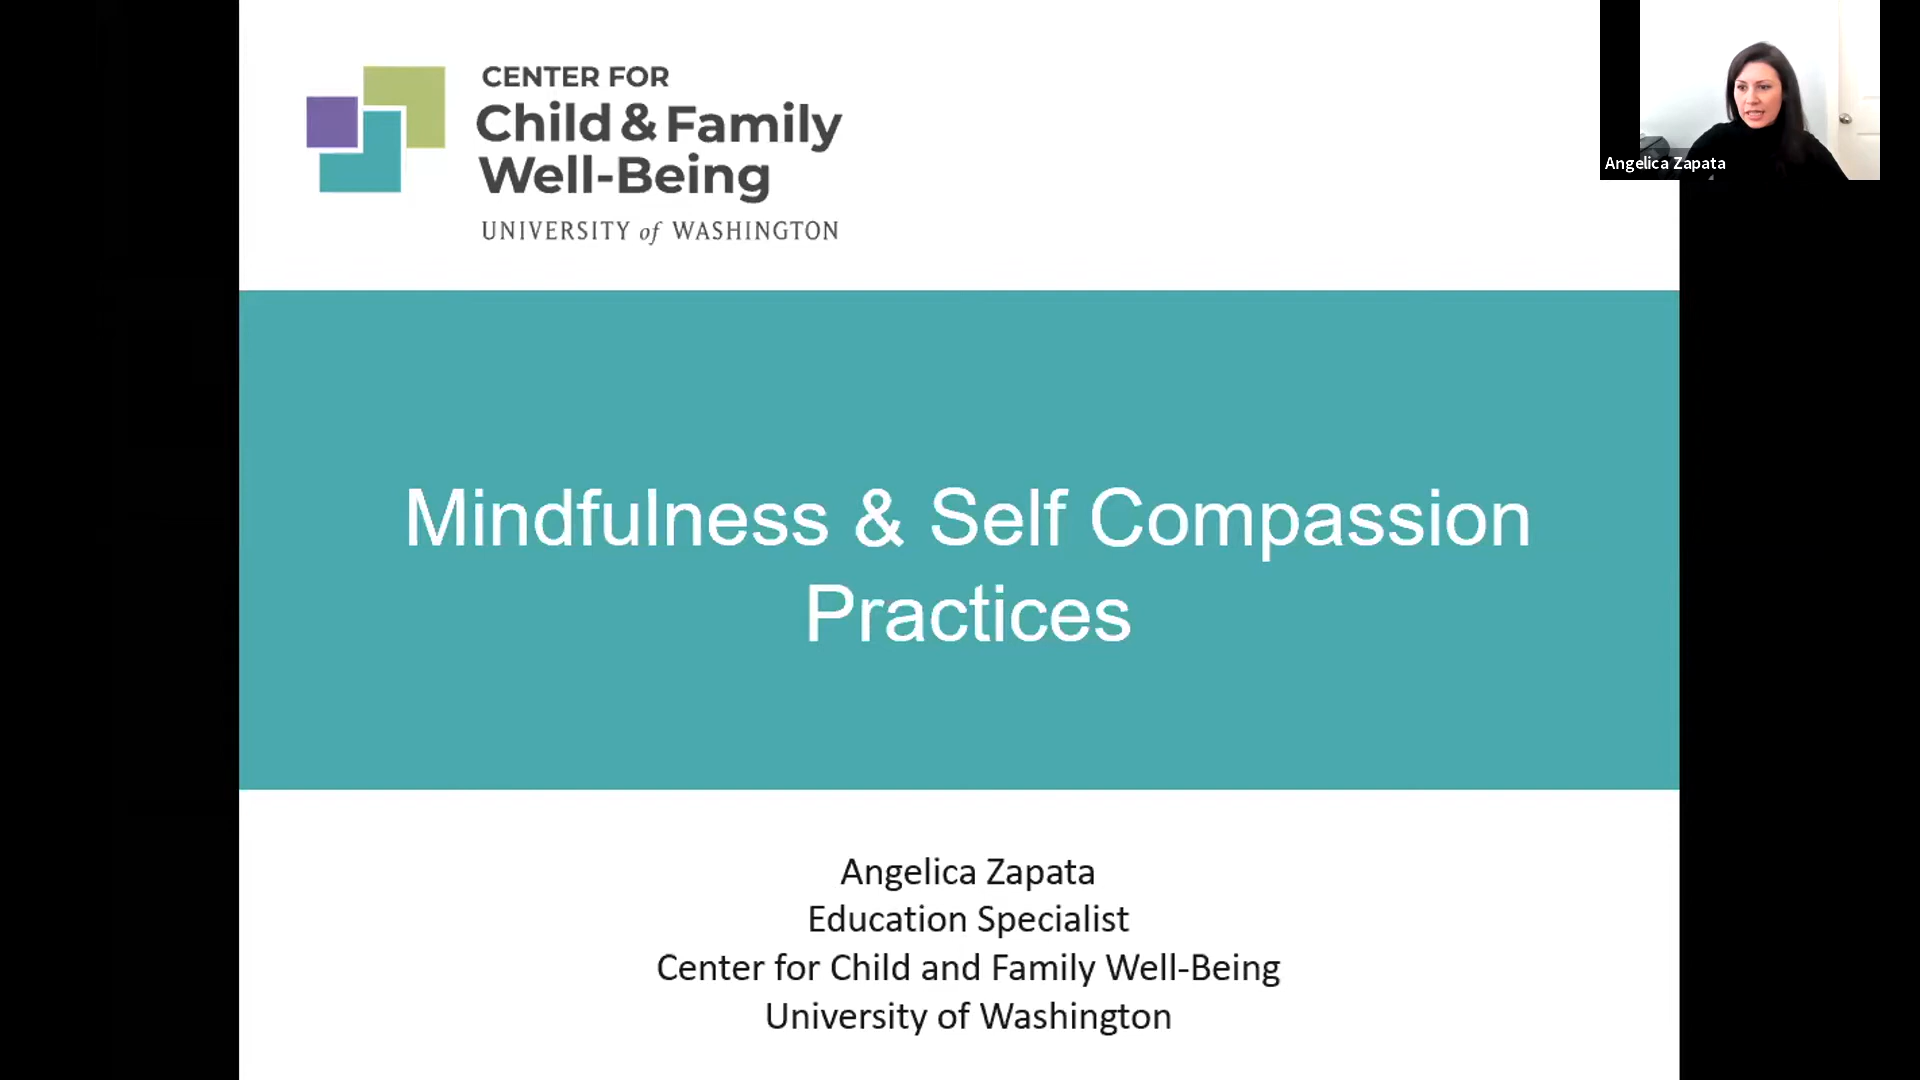 CENTER FOR
Child & Family
Well-Being
UNIVERSITY of WASHINGTON
Angelica Zapata
Mindfulness & Self Compassion
Practices
Angelica Zapata
Education Specialist
Center for Child and Family Well-Being
University of Washington